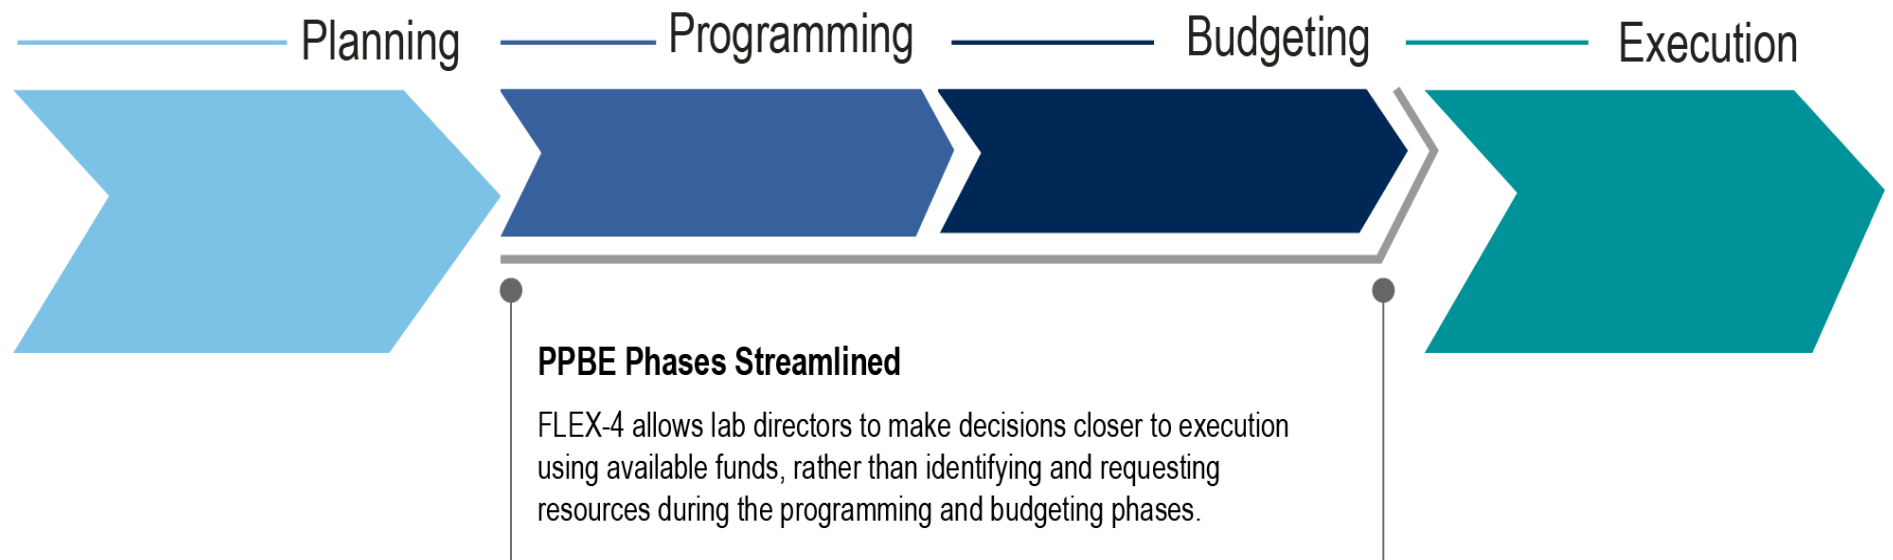 Planning
Programming
Budgeting
Execution
PPBE Phases Streamlined
FLEX-4 allows lab directors to make decisions closer to execution
using available funds, rather than identifying and requesting
resources during the programming and budgeting phases.